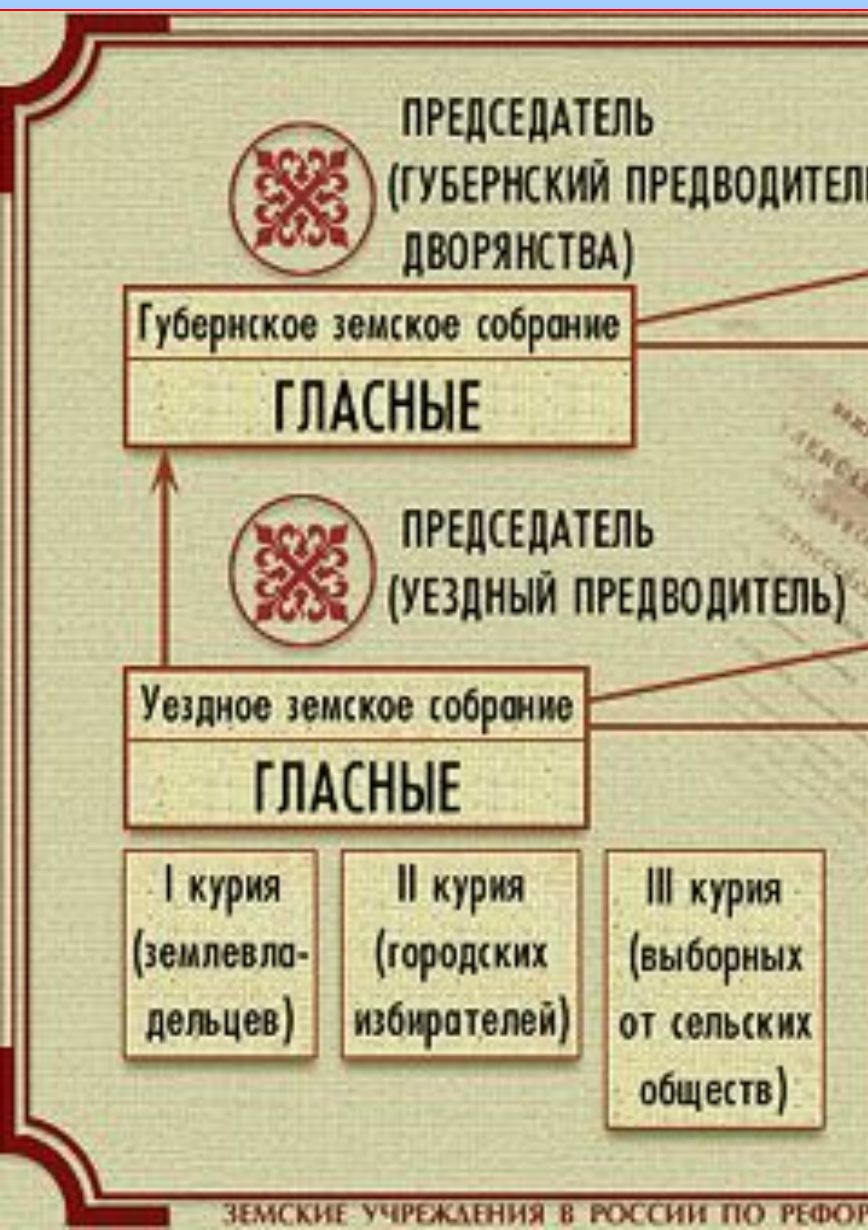 ПРЕДСЕДАТЕЛЬ
(ГУБЕРНСКИЙ ПРЕДВОДИТЕЛЬ
ДВОРЯНСТВА)
Губернское земское собрание
ГЛАСНЫЕ
ПРЕДСЕДАТЕЛЬ
(УЕЗДНЫЙ ПРЕДВОДИТЕЛЬ)
Уездное земское собрание
ГЛАСНЫЕ
I курия
(землевла-
дельцев)
II курия
(городских
избирателей)
III курия
(выборных
от сельских
обществ)
ЗЕМСКИЕ УЧРЕЖДЕНИЯ В РОССИИ ПО